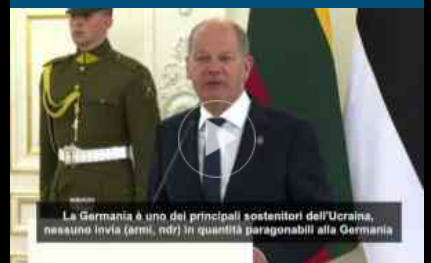 La Germania è uno dei principali sostenitori dell'Ucraina,
nessuno invia (armi, ndr) in quantità paragonabili alla Germania